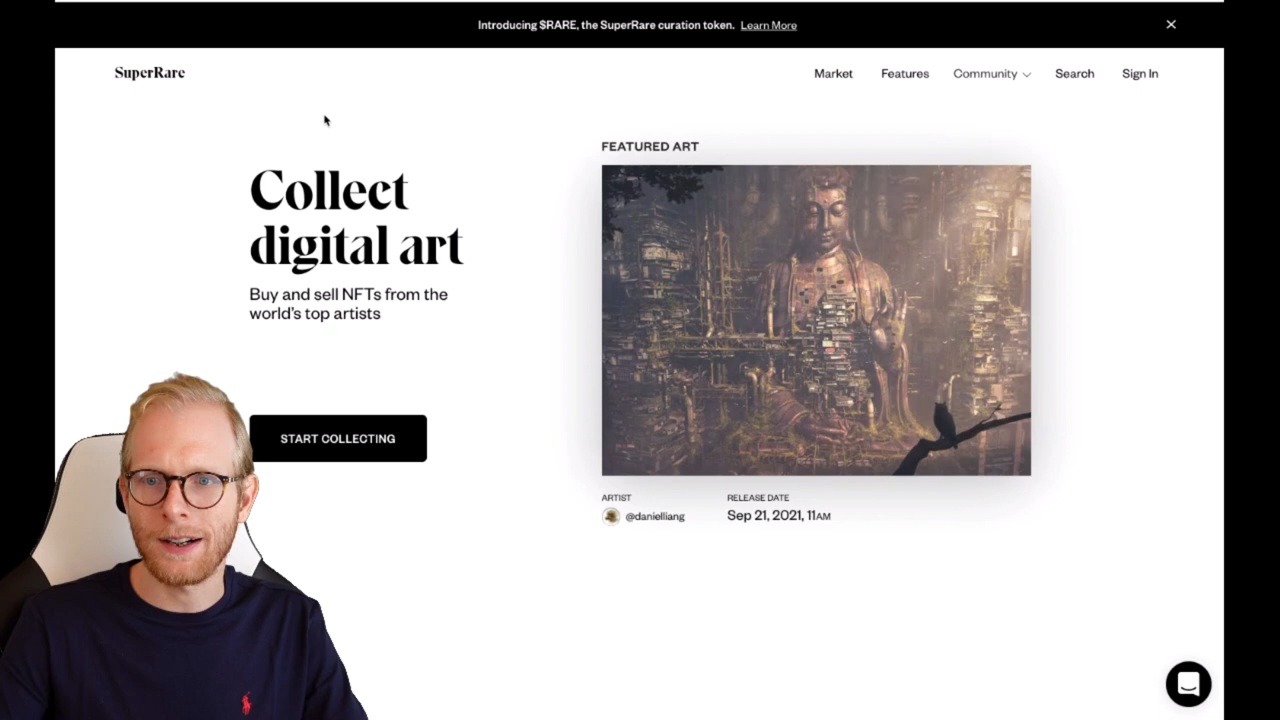 Introducing $RARE, the SuperRare curation token. Learn More
SuperRare
Market Features Community Search Sign In
FEATURED ART
Collect
digital art
Buy and sell NFTs from the
world's top artists
START COLLECTING
ARTIST
@danielliang
RELEASE DATE
Sep 21, 2021, 11AM